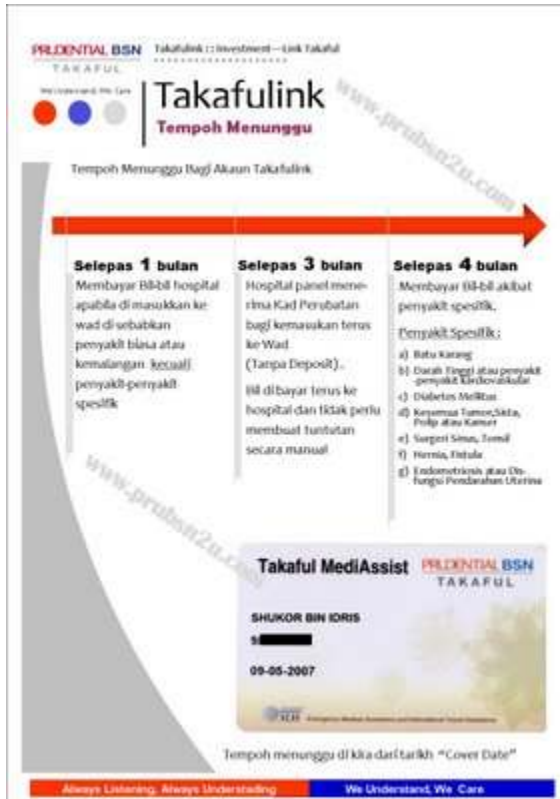 PRUDENTIAL BSN
TAKAFUL
We Understand, We Care
Takafulink :: Investment - Link Takaful
Takafulink
Tempoh Menunggu
www.prubsn2u.com
Tempoh Menunggu Bagi Akaun Takafulink
Selepas 1 bulan
Membayar Bil-bil hospital
apabila di masukkan ke
wad di sebabkan
penyakit biasa atau
kemalangan kecuali
penyakit-penyakit
spesifik
Selepas 3 bulan
Hospital panel mene-
rima Kad Perubatan
bagi kemasukan terus
ke Wad
(Tanpa Deposit).
Bil di bayar terus ke
hospital dan tidak perlu
membuat tuntutan
secara manual
Selepas 4 bulan
Membayar Bil-bil akibat
penyakit spesifik.
Penyakit Spesifik :
a) Batu Karang
b) Darah Tinggi atau penyakit
-penyakit Kardiovaskular
c) Diabetes Mellitus
d) Kesemua Tumor,Sista,
Polip atau Kanser
e) Surgeri Sinus, Tonsil
f) Hernia, Fistula
g) Endometriosis atau Dis-
fungsi Pendarahan Uterina
www.prubsn2u.com
Takaful MediAssist
PRUDENTIAL BSN
TAKAFUL
SHUKOR BIN IDRIS
09-05-2007
Tempoh menunggu di kira dari tarikh "Cover Date"
Always Listening, Always Understading
We Understand, We Care